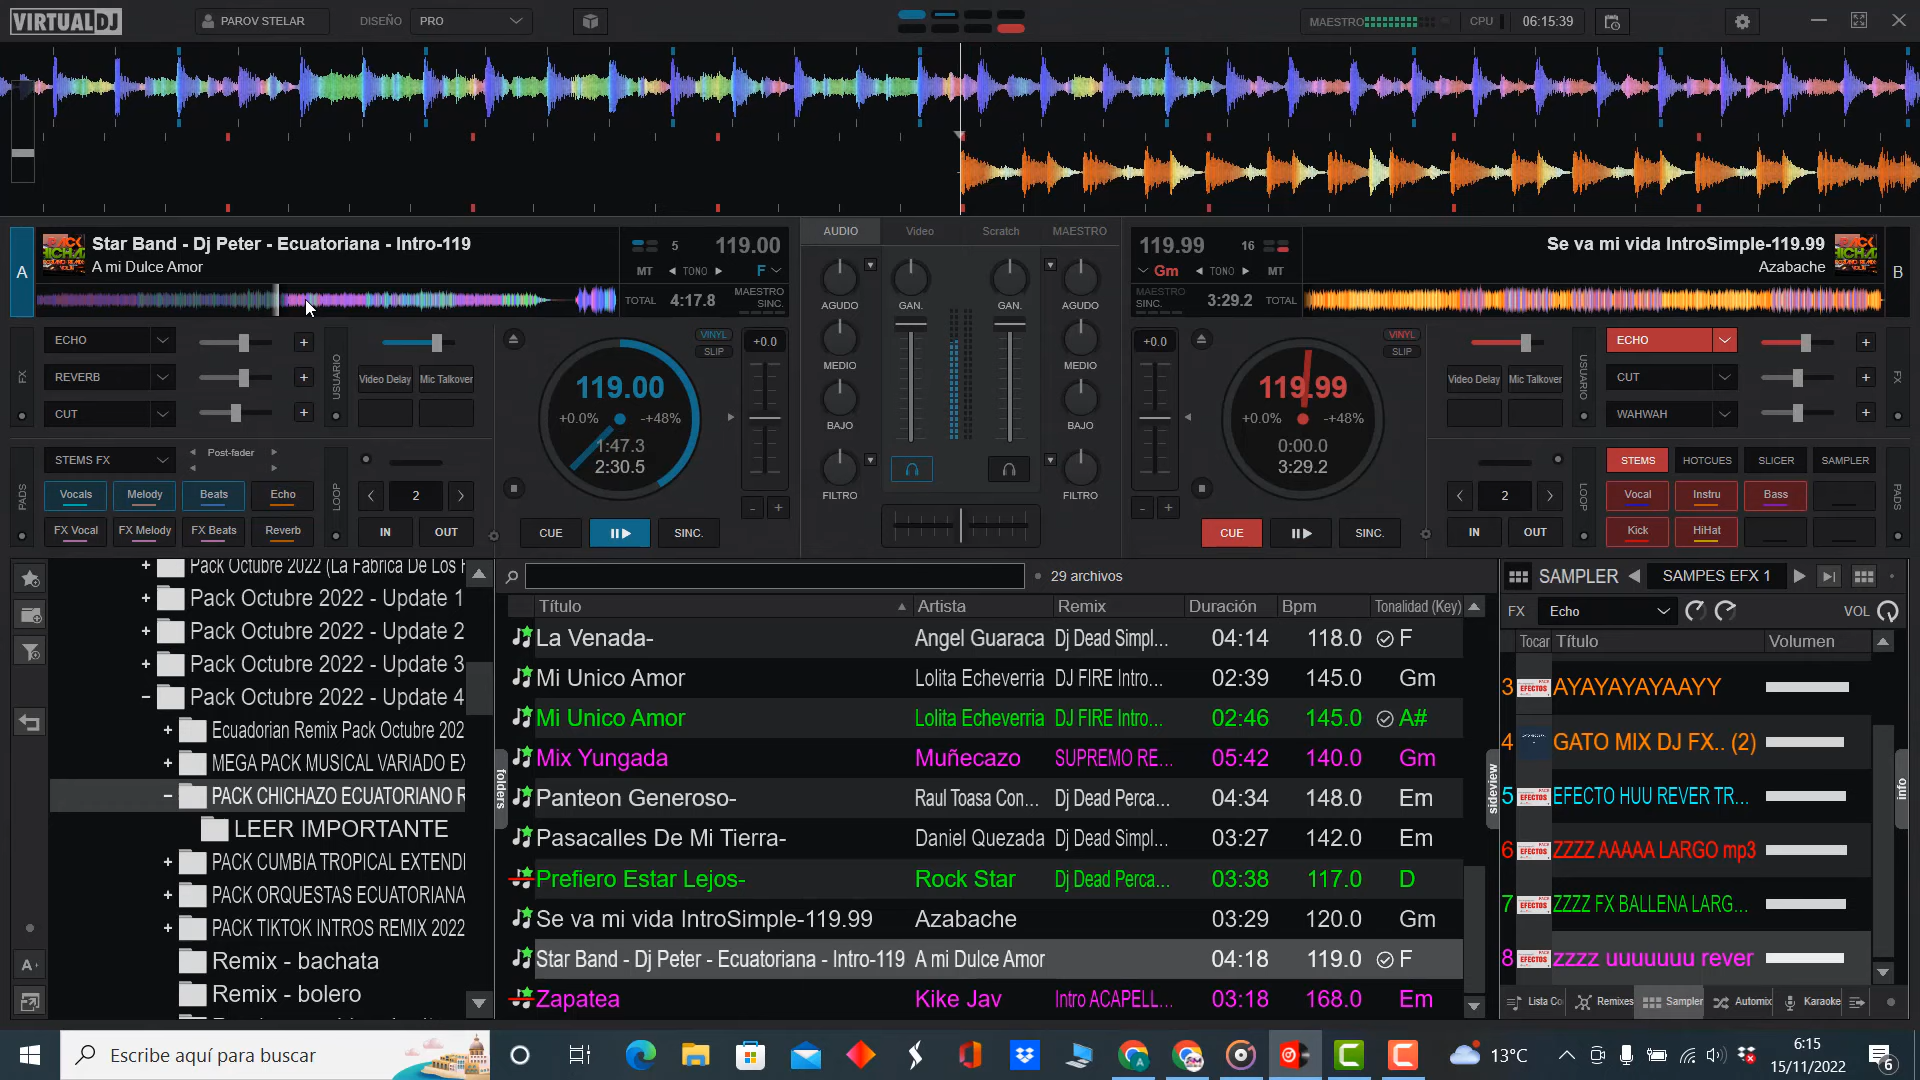 VIRTUALDJ
PAROV STELAR
DISEÑO
PRO
MAESTRO
CPU
06:15:39
A
Star Band - Dj Peter - Ecuatoriana - Intro-119
A mi Dulce Amor
5
119.00
MT
TONO
F
TOTAL
4:17.8
MAESTRO
SINC.
AUDIO
Video
Scratch
MAESTRO
119.99
16
Gm
TONO
MT
MAESTRO
SINC.
3:29.2
TOTAL
Se va mi vida IntroSimple-119.99
Azabache
B
FX
ECHO
REVERB
CUT
USUARIO
Video Delay
Mic Talkover
VINYL
SLIP
119.00
+0.0%
-+48%
1:47.3
2:30.5
+0.0
AGUDO
GAN.
GAN.
AGUDO
MEDIO
MEDIO
BAJO
BAJO
FILTRO
FILTRO
+0.0
VINYL
SLIP
119.99
+0.0%
-+48%
0:00.0
3:29.2
Video Delay
Mic Talkover
USUARIO
ECHO
CUT
WAHWAH
FX
PADS
STEMS FX
Post-fader
Vocals
Melody
Beats
Echo
FX Vocal
FX Melody
FX Beats
Reverb
LOOP
2
IN
OUT
CUE
SINC.
CUE
SINC.
2
IN
OUT
LOOP
STEMS
HOTCUES
SLICER
SAMPLER
Vocal
Instru
Bass
Kick
HiHat
PADS
Pack Octubre 2022 (La Fabrica De Los
Pack Octubre 2022 - Update 1
Pack Octubre 2022 - Update 2
Pack Octubre 2022 - Update 3
Pack Octubre 2022 - Update 4
Ecuadorian Remix Pack Octubre 202
MEGA PACK MUSICAL VARIADO EX
PACK CHICHAZO ECUATORIANO R
LEER IMPORTANTE
PACK CUMBIA TROPICAL EXTENDI
PACK ORQUESTAS ECUATORIANA
PACK TIKTOK INTROS REMIX 2022
Remix - bachata
Remix - bolero
folders
29 archivos
Título Artista Remix Duración Bpm Tonalidad (Key)
La Venada- Angel Guaraca Dj Dead Simpl... 04:14 118.0 F
Mi Unico Amor Lolita Echeverria DJ FIRE Intro... 02:39 145.0 Gm
Mi Unico Amor Lolita Echeverria DJ FIRE Intro... 02:46 145.0 A#
Mix Yungada Muñecazo SUPREMO RE... 05:42 140.0 Gm
Panteon Generoso- Raul Toasa Con... Dj Dead Perca... 04:34 148.0 Em
Pasacalles De Mi Tierra- Daniel Quezada Dj Dead Simpl... 03:27 142.0 Em
Prefiero Estar Lejos- Rock Star Dj Dead Perca... 03:38 117.0 D
Se va mi vida IntroSimple-119.99 Azabache 03:29 120.0 Gm
Star Band - Dj Peter - Ecuatoriana - Intro-119 A mi Dulce Amor 04:18 119.0 F
Zapatea Kike Jav Intro ACAPELL... 03:18 168.0 Em
sideview
SAMPLER
SAMPES EFX 1
FX
Echo
VOL
Tocar Título Volumen
3 EFECTOS AYAYAYAYAAYY
4 GATO MIX DJ FX.. (2)
5 EFECTOS EFECTO HUU REVER TR...
6 EFECTOS ZZZZ AAAAA LARGO mp3
7 EFECTOS ZZZZ FX BALLENA LARG...
8 EFECTOS zzzz uuuuuuu rever
info
Lista Co
Remixes
Sampler
Automix
Karaoke
Escribe aquí para buscar
13°C
6:15
15/11/2022
6